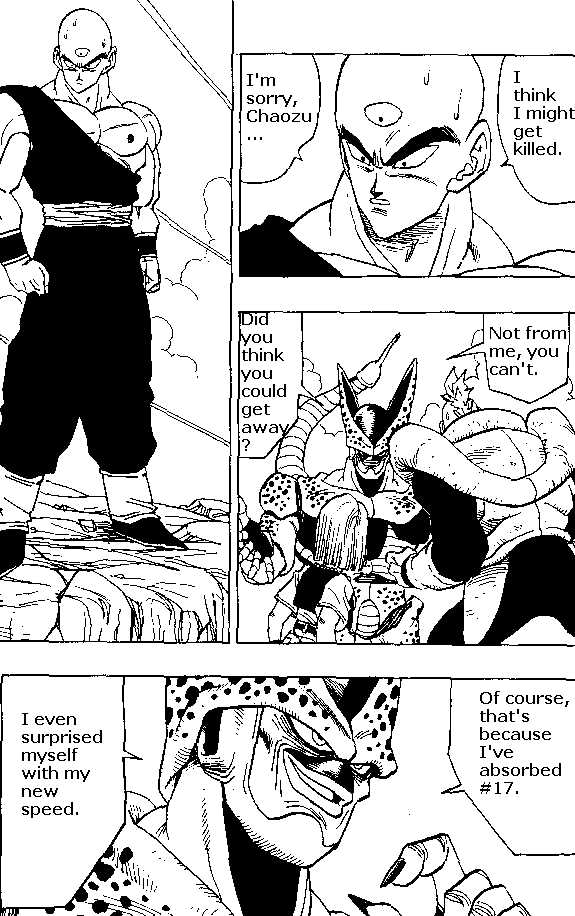 I
think
I might
get
killed.
I'm
sorry,
Chaozu
...
Not from
me, you
can't.
Did
you
think
you
could
get
away
?
Of course,
that's
because
I've
absorbed
#17.
I even
surprised
myself
with my
new
speed.